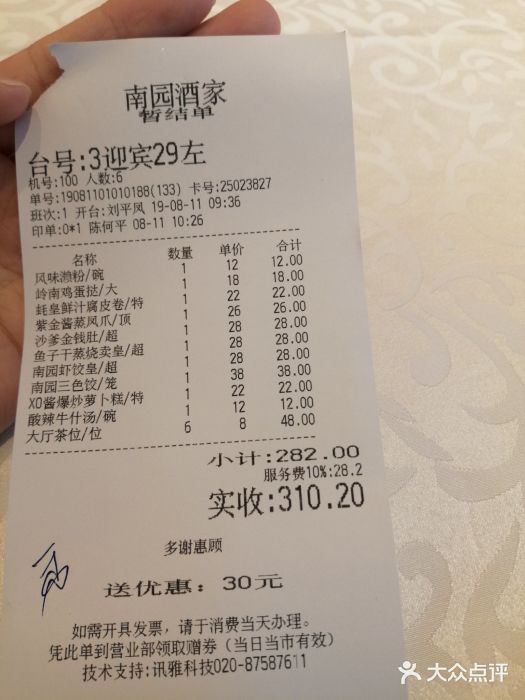 南园酒家
暂结单
台号:3迎宾29左
机号:100 人数:6
单号:19081101010188(133) 卡号:25023827
班次:1 开台:刘平凤 19-08-11 09:36
印单:0*1 陈何平 08-11 10:26
名称 数量 单价 合计
风味濑粉/碗 1 12 12.00
岭南鸡蛋挞/大 1 18 18.00
蚝皇鲜汁腐皮卷/特 1 22 22.00
紫金酱蒸凤爪/顶 1 26 26.00
沙爹金钱肚/超 1 28 28.00
鱼子干蒸烧卖皇/超 1 28 28.00
南园虾饺皇/超 1 28 28.00
南园三色饺/笼 1 38 38.00
XO酱爆炒萝卜糕/特 1 22 22.00
酸辣牛什汤/碗 1 12 12.00
大厅茶位/位 6 8 48.00
小计:282.00
服务费10%:28.2
实收:310.20
多谢惠顾
送优惠: 30元
如需开具发票，请于消费当天办理。
凭此单到营业部领取赠券（当日当市有效）
技术支持:讯雅科技020-87587611
大众点评